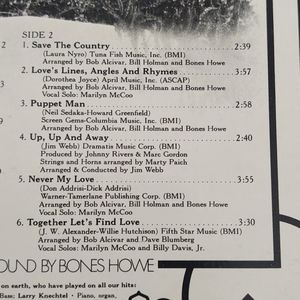 SIDE 2
1. Save The Country 2:39
(Laura Nyro) Tuna Fish Music, Inc. (BMI)
Arranged by Bob Alcivar, Bill Holman and Bones Howe
2. Love's Lines, Angles And Rhymes 3:57
(Dorothea Joyce) April Music, Inc. (ASCAP)
Arranged by Bob Alcivar, Bill Holman and Bones Howe
Vocal Solo: Marilyn McCoo
3. Puppet Man 2:58
(Neil Sedaka-Howard Greenfield)
Screen Gems-Columbia Music, Inc. (BMI)
Arranged by Bob Alcivar, Bill Holman and Bones Howe
4. Up, Up And Away 2:40
(Jim Webb) Dramatis Music Corp. (BMI)
Produced by Johnny Rivers & Marc Gordon
Strings and Horns arranged by Marty Paich
Arranged & Conducted by Jim Webb
5. Never My Love 3:55
(Don Addrisi-Dick Addrisi)
Warner-Tamerlane Publishing Corp. (BMI)
Arranged by Bob Alcivar, Bill Holman and Bones Howe
Vocal Solo: Marilyn McCoo
6. Together Let's Find Love 3:30
(J. W. Alexander-Willie Hutchison) Fifth Star Music (BMI)
Arranged by Bob Alcivar and Dave Blumberg
Vocal Solos: Marilyn McCoo and Billy Davis, Jr.
OUND BY BONES HOWE
on earth, who have played on all our hits:
Bass: Larry Knechtel • Piano, organ,